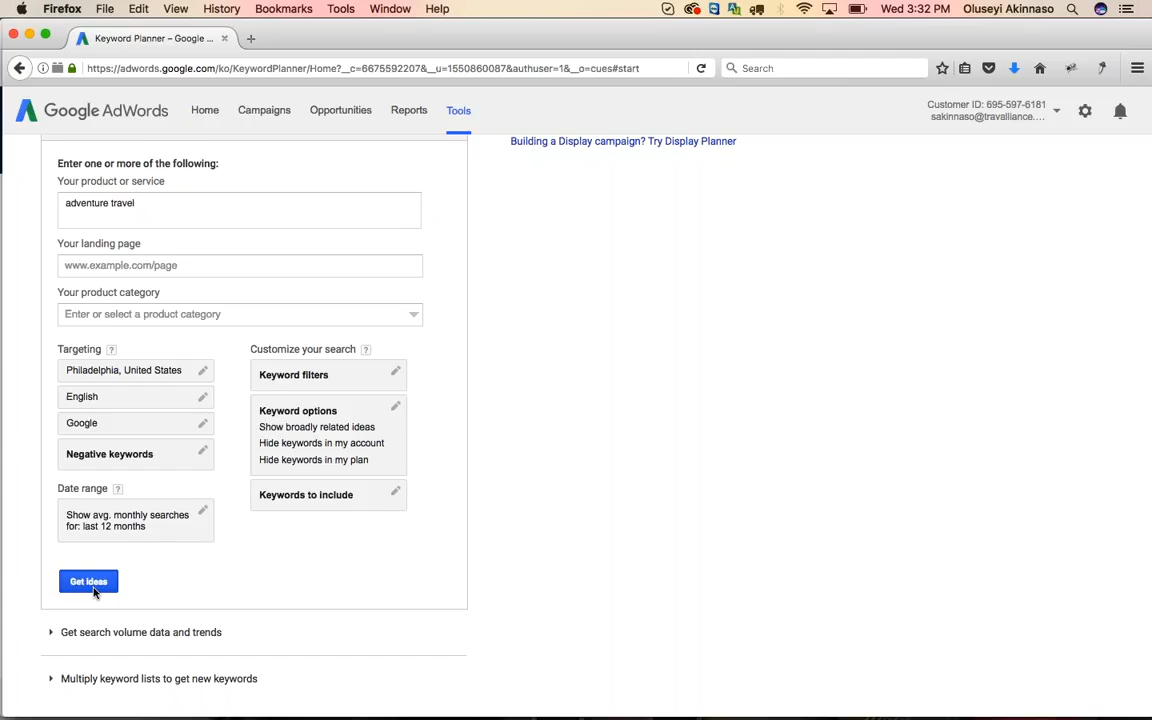 Firefox File Edit View History Bookmarks Tools Window Help Wed 3:32 PM Oluseyi Akinnaso
Keyword Planner – Google ...
https://adwords.google.com/ko/KeywordPlanner/Home?__c=6675592207&__u=1550860087&authuser=1&__o=cues#start
Search
Google AdWords Home Campaigns Opportunities Reports Tools
Customer ID: 695-597-6181
sakinnaso@travalliance....
Building a Display campaign? Try Display Planner
Enter one or more of the following:
Your product or service
adventure travel
Your landing page
www.example.com/page
Your product category
Enter or select a product category
Targeting ?
Philadelphia, United States
English
Google
Negative keywords
Date range ?
Show avg. monthly searches
for: last 12 months
Customize your search ?
Keyword filters
Keyword options
Show broadly related ideas
Hide keywords in my account
Hide keywords in my plan
Keywords to include
Get ideas
Get search volume data and trends
Multiply keyword lists to get new keywords